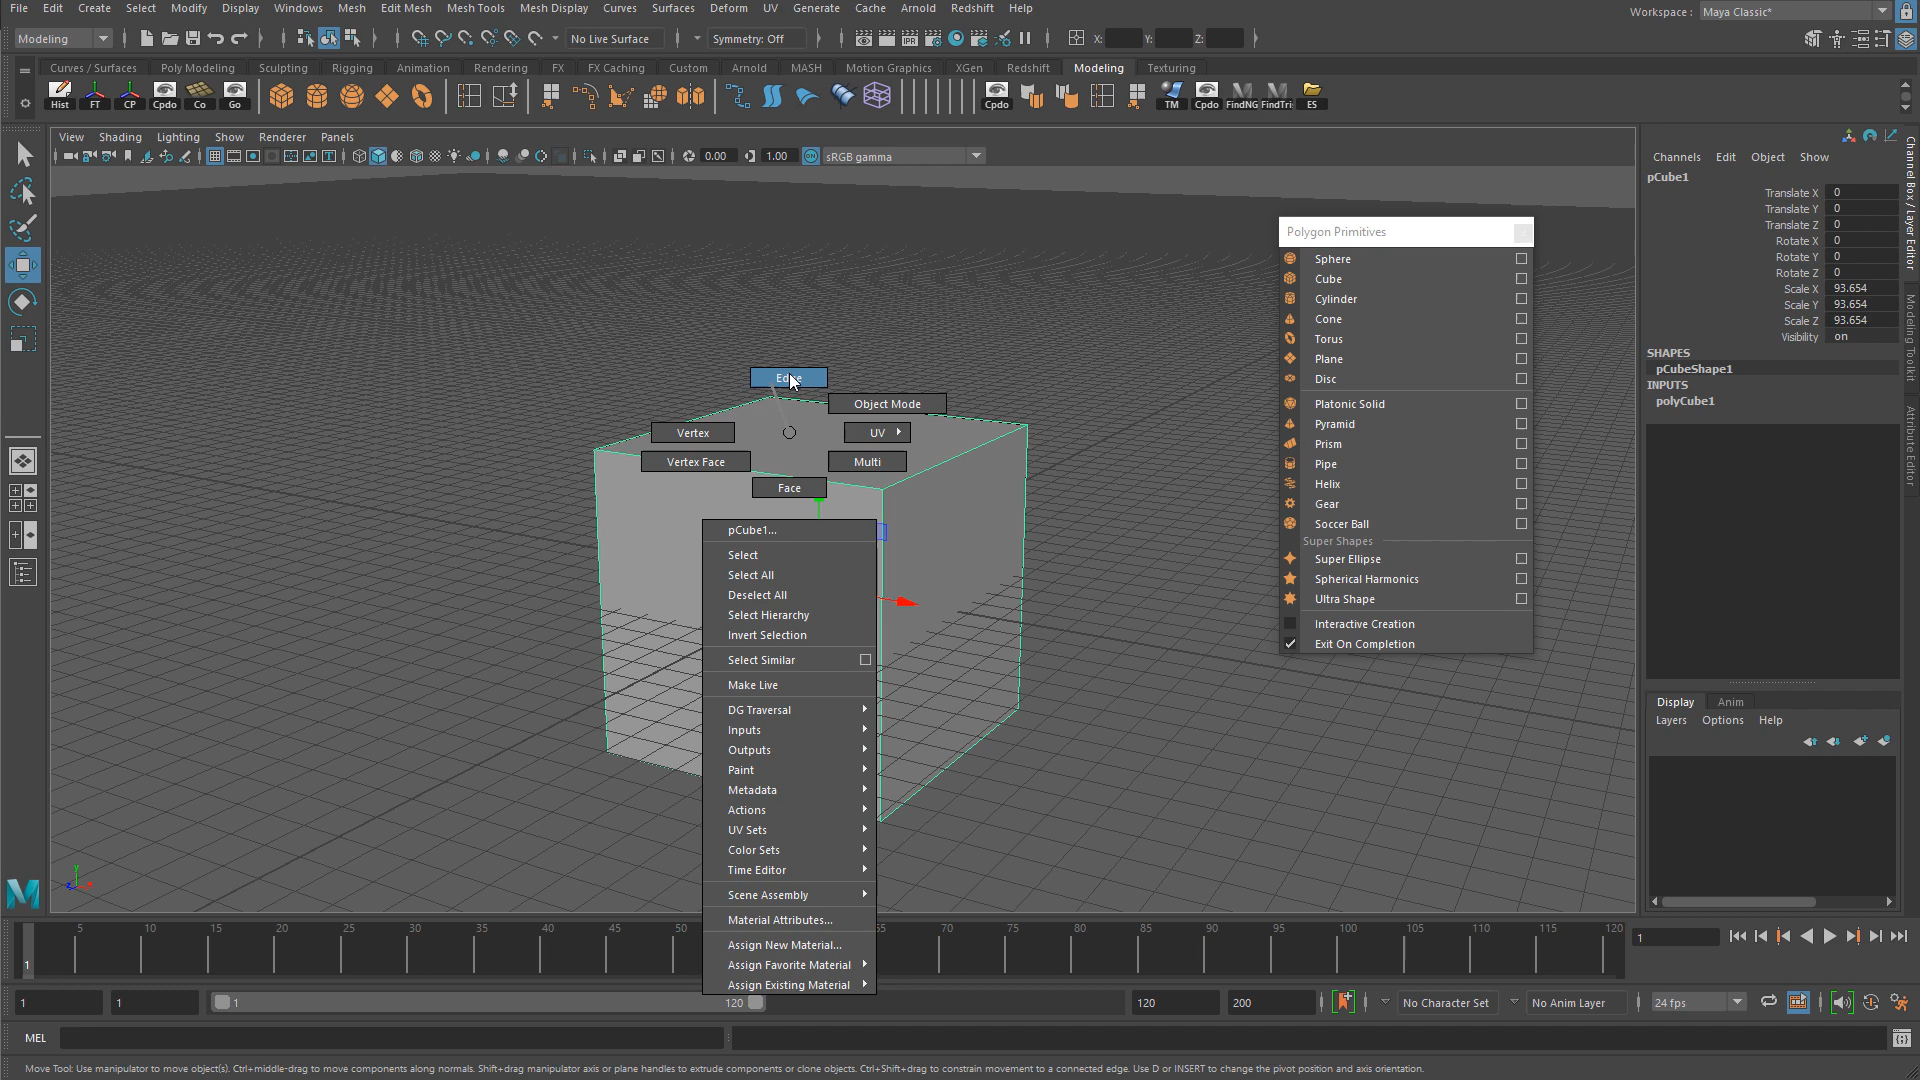 File Edit Create Select Modify Display Windows Mesh Edit Mesh Mesh Tools Mesh Display Curves Surfaces Deform UV Generate Cache Arnold Redshift Help
Workspace : Maya Classic*
Modeling No Live Surface Symmetry: Off X: Y: Z:
Curves / Surfaces Poly Modeling Sculpting Rigging Animation Rendering FX FX Caching Custom Arnold MASH Motion Graphics XGen Redshift Modeling Texturing
Hist FT CP Cpdo Co Go Cpdo TM Cpdo FindNG FindTri ES
View Shading Lighting Show Renderer Panels
0.00 1.00 sRGB gamma
Channels Edit Object Show
pCube1
Translate X 0
Translate Y 0
Translate Z 0
Rotate X 0
Rotate Y 0
Rotate Z 0
Scale X 93.654
Scale Y 93.654
Scale Z 93.654
Visibility on
SHAPES
pCubeShape1
INPUTS
polyCube1
Channel Box / Layer Editor
Modeling Toolkit
Attribute Editor
Polygon Primitives
Sphere
Cube
Cylinder
Cone
Torus
Plane
Disc
Platonic Solid
Pyramid
Prism
Pipe
Helix
Gear
Soccer Ball
Super Shapes
Super Ellipse
Spherical Harmonics
Ultra Shape
Interactive Creation
Exit On Completion
Edge
Object Mode
Vertex
UV
Vertex Face
Multi
Face
pCube1...
Select
Select All
Deselect All
Select Hierarchy
Invert Selection
Select Similar
Make Live
DG Traversal
Inputs
Outputs
Paint
Metadata
Actions
UV Sets
Color Sets
Time Editor
Scene Assembly
Material Attributes...
Assign New Material...
Assign Favorite Material
Assign Existing Material
Display Anim
Layers Options Help
y
5 10 15 20 25 30 35 40 45 50 65 70 75 80 85 90 95 100 105 110 115 120
1
1
1 1 1 120 120 200 No Character Set No Anim Layer 24 fps
MEL
Move Tool: Use manipulator to move object(s). Ctrl+middle-drag to move components along normals. Shift+drag manipulator axis or plane handles to extrude components or clone objects. Ctrl+Shift+drag to constrain movement to a connected edge. Use D or INSERT to change the pivot position and axis orientation.